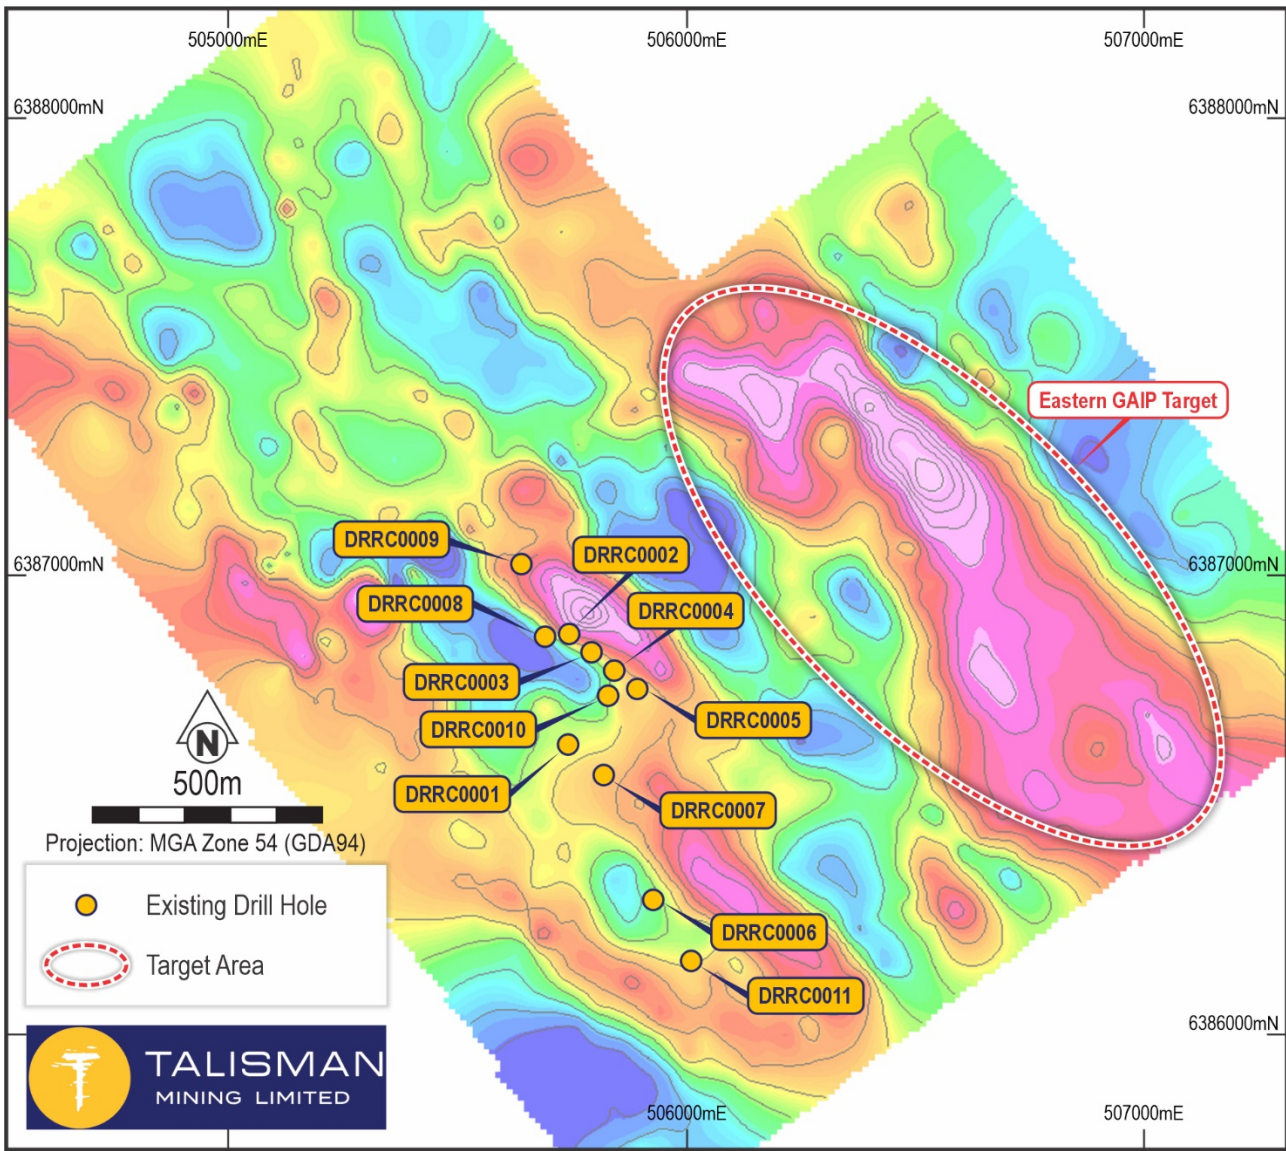 505000mE
506000mE
507000mE
6388000mN
6388000mN
Eastern GAIP Target
DRRC0009
DRRC0002
6387000mN
6387000mN
DRRC0008
DRRC0004
DRRC0003
DRRC0005
DRRC0010
N
500m
DRRC0001
DRRC0007
Projection: MGA Zone 54 (GDA94)
Existing Drill Hole
DRRC0006
Target Area
DRRC0011
6386000mN
TALISMAN
MINING LIMITED
506000mE
507000mE